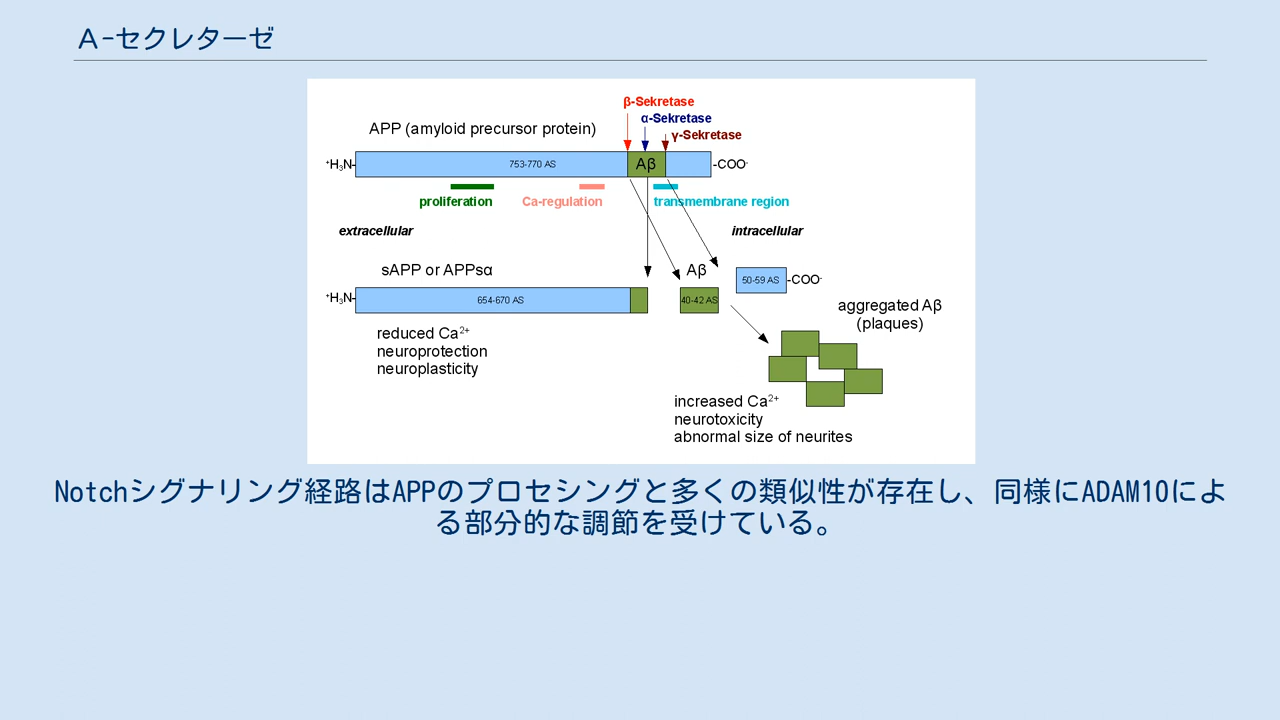 Α-セクレターゼ
β-Sekretase
α-Sekretase
γ-Sekretase
APP (amyloid precursor protein)
⁺H₃N- 753-770 AS Aβ -COO⁻
proliferation Ca-regulation transmembrane region
extracellular intracellular
sAPP or APPsα Aβ
50-59 AS -COO⁻
⁺H₃N- 654-670 AS 40-42 AS
aggregated Aβ
(plaques)
reduced Ca²⁺
neuroprotection
neuroplasticity
increased Ca²⁺
neurotoxicity
abnormal size of neurites
Notchシグナリング経路はAPPのプロセシングと多くの類似性が存在し、同様にADAM10によ
る部分的な調節を受けている。